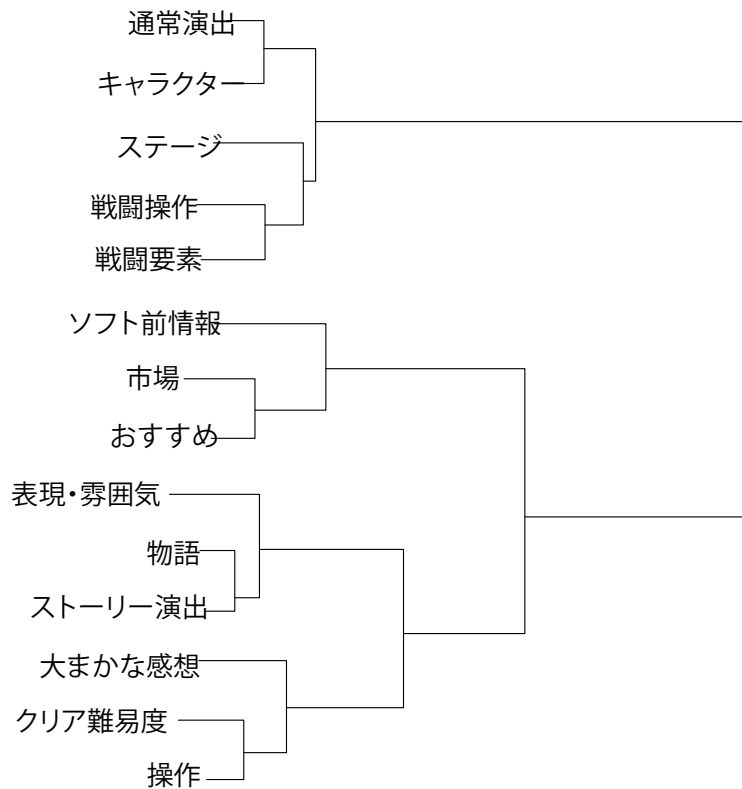 通常演出
キャラクター
ステージ
戦闘操作
戦闘要素
ソフト前情報
市場
おすすめ
表現・雰囲気
物語
ストーリー演出
大まかな感想
クリア難易度
操作